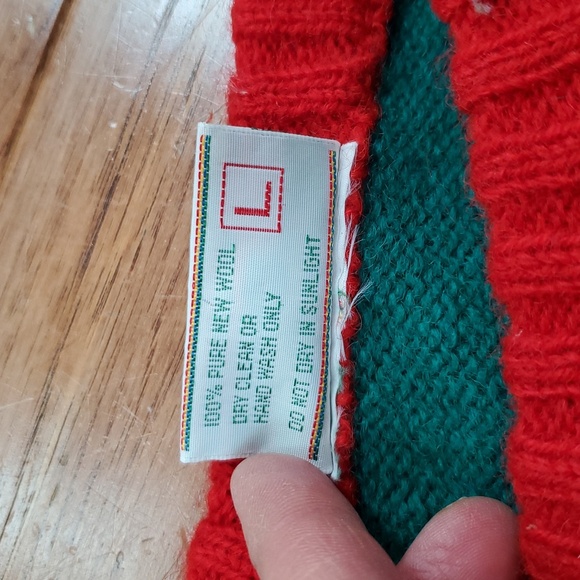 L
100% PURE NEW WOOL
DRY CLEAN OR
HAND WASH ONLY
DO NOT DRY IN SUNLIGHT